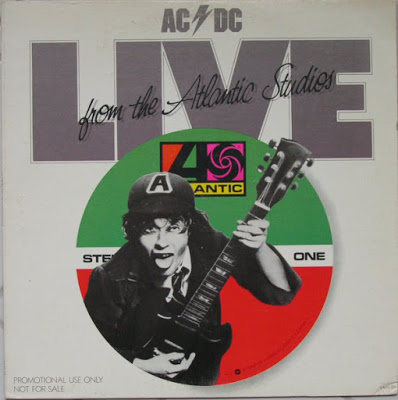 AC⚡DC
LIVE
from the Atlantic Studios
A
ATLANTIC
STE
ONE
PROMOTIONAL USE ONLY
NOT FOR SALE